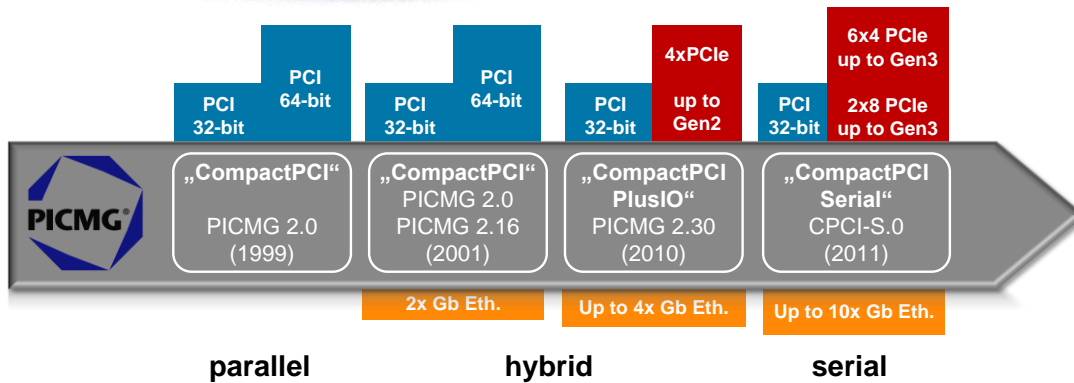 PCI
32-bit
PCI
64-bit
PCI
32-bit
PCI
64-bit
PCI
32-bit
4xPCIe
up to
Gen2
PCI
32-bit
6x4 PCIe
up to Gen3
2x8 PCIe
up to Gen3
PICMG®
„CompactPCI“
PICMG 2.0
(1999)
„CompactPCI“
PICMG 2.0
PICMG 2.16
(2001)
„CompactPCI
PlusIO“
PICMG 2.30
(2010)
„CompactPCI
Serial“
CPCI-S.0
(2011)
2x Gb Eth.
Up to 4x Gb Eth.
Up to 10x Gb Eth.
parallel
hybrid
serial